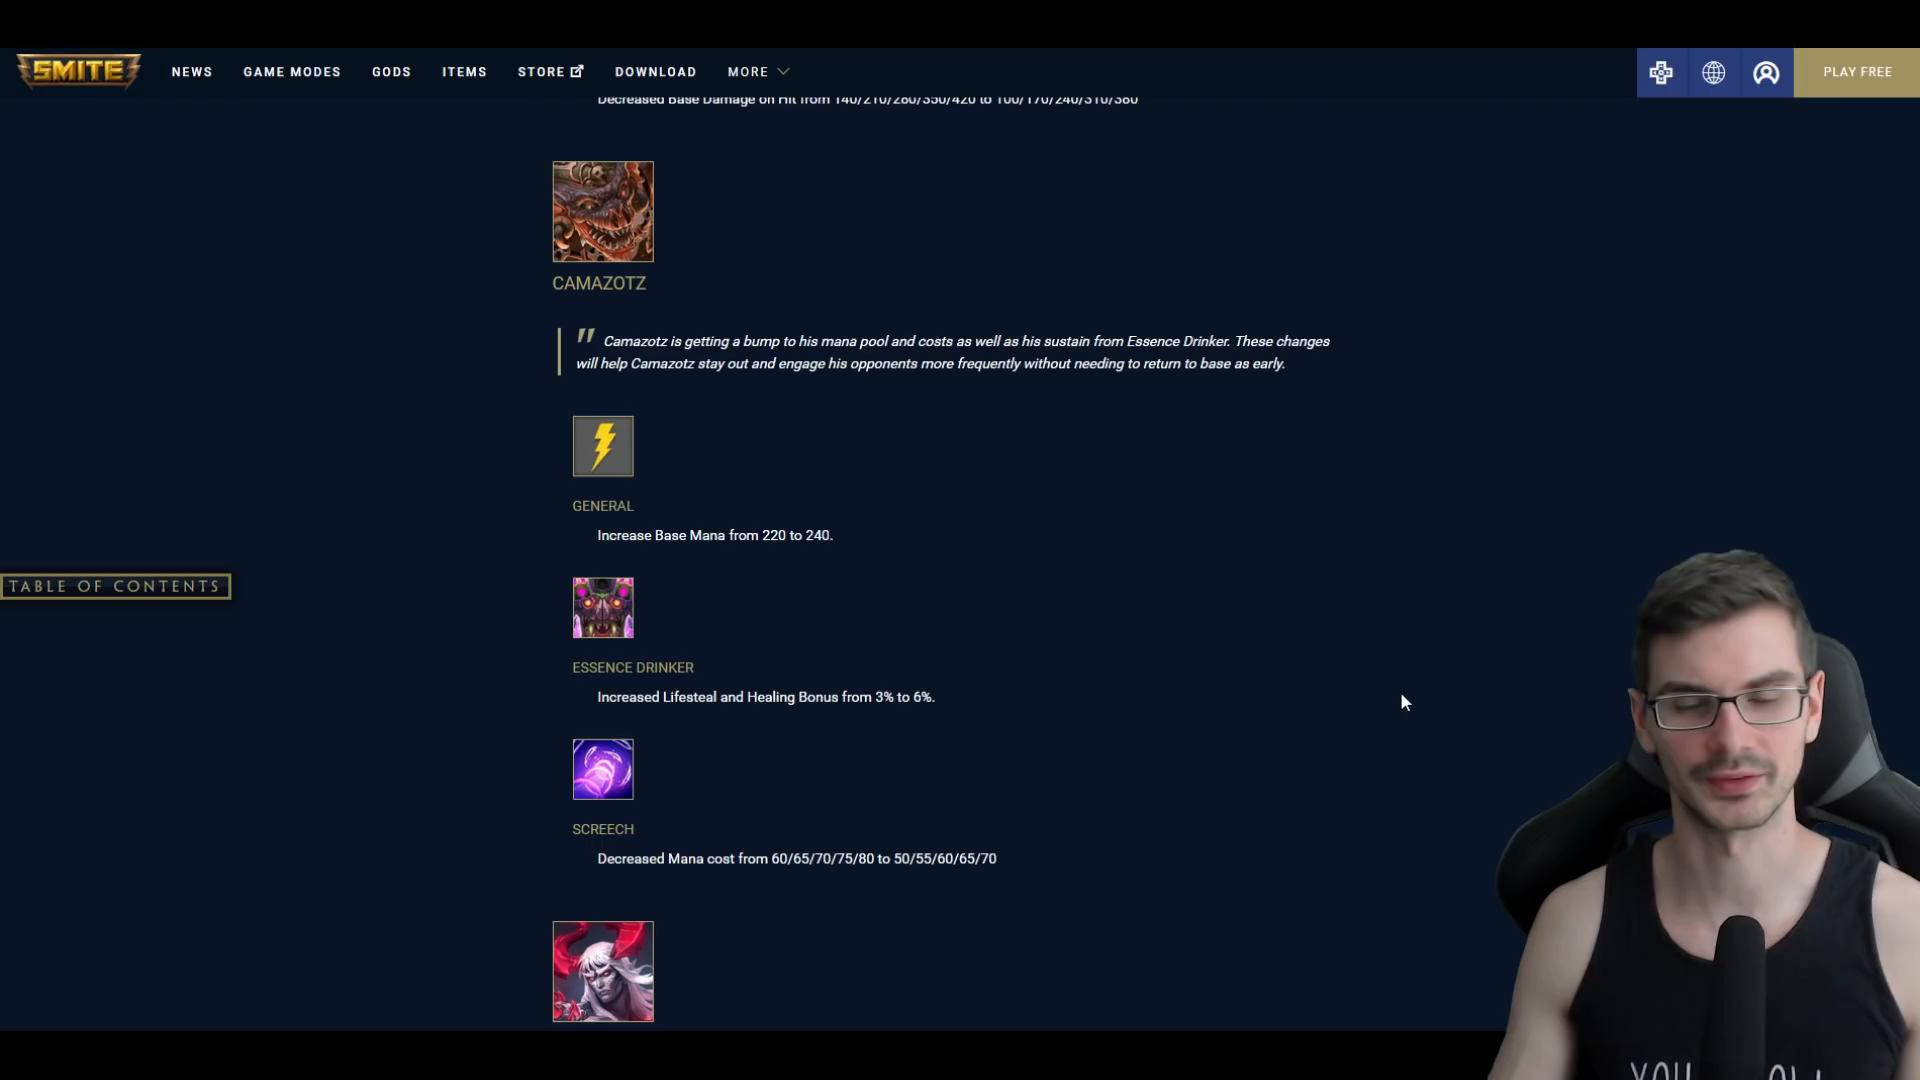 SMITE NEWS GAME MODES GODS ITEMS STORE DOWNLOAD MORE PLAY FREE
Decreased Base Damage on Hit from 140/210/280/350/420 to 100/170/240/310/380
CAMAZOTZ
" Camazotz is getting a bump to his mana pool and costs as well as his sustain from Essence Drinker. These changes
will help Camazotz stay out and engage his opponents more frequently without needing to return to base as early.
GENERAL
Increase Base Mana from 220 to 240.
TABLE OF CONTENTS
ESSENCE DRINKER
Increased Lifesteal and Healing Bonus from 3% to 6%.
SCREECH
Decreased Mana cost from 60/65/70/75/80 to 50/55/60/65/70
YOU